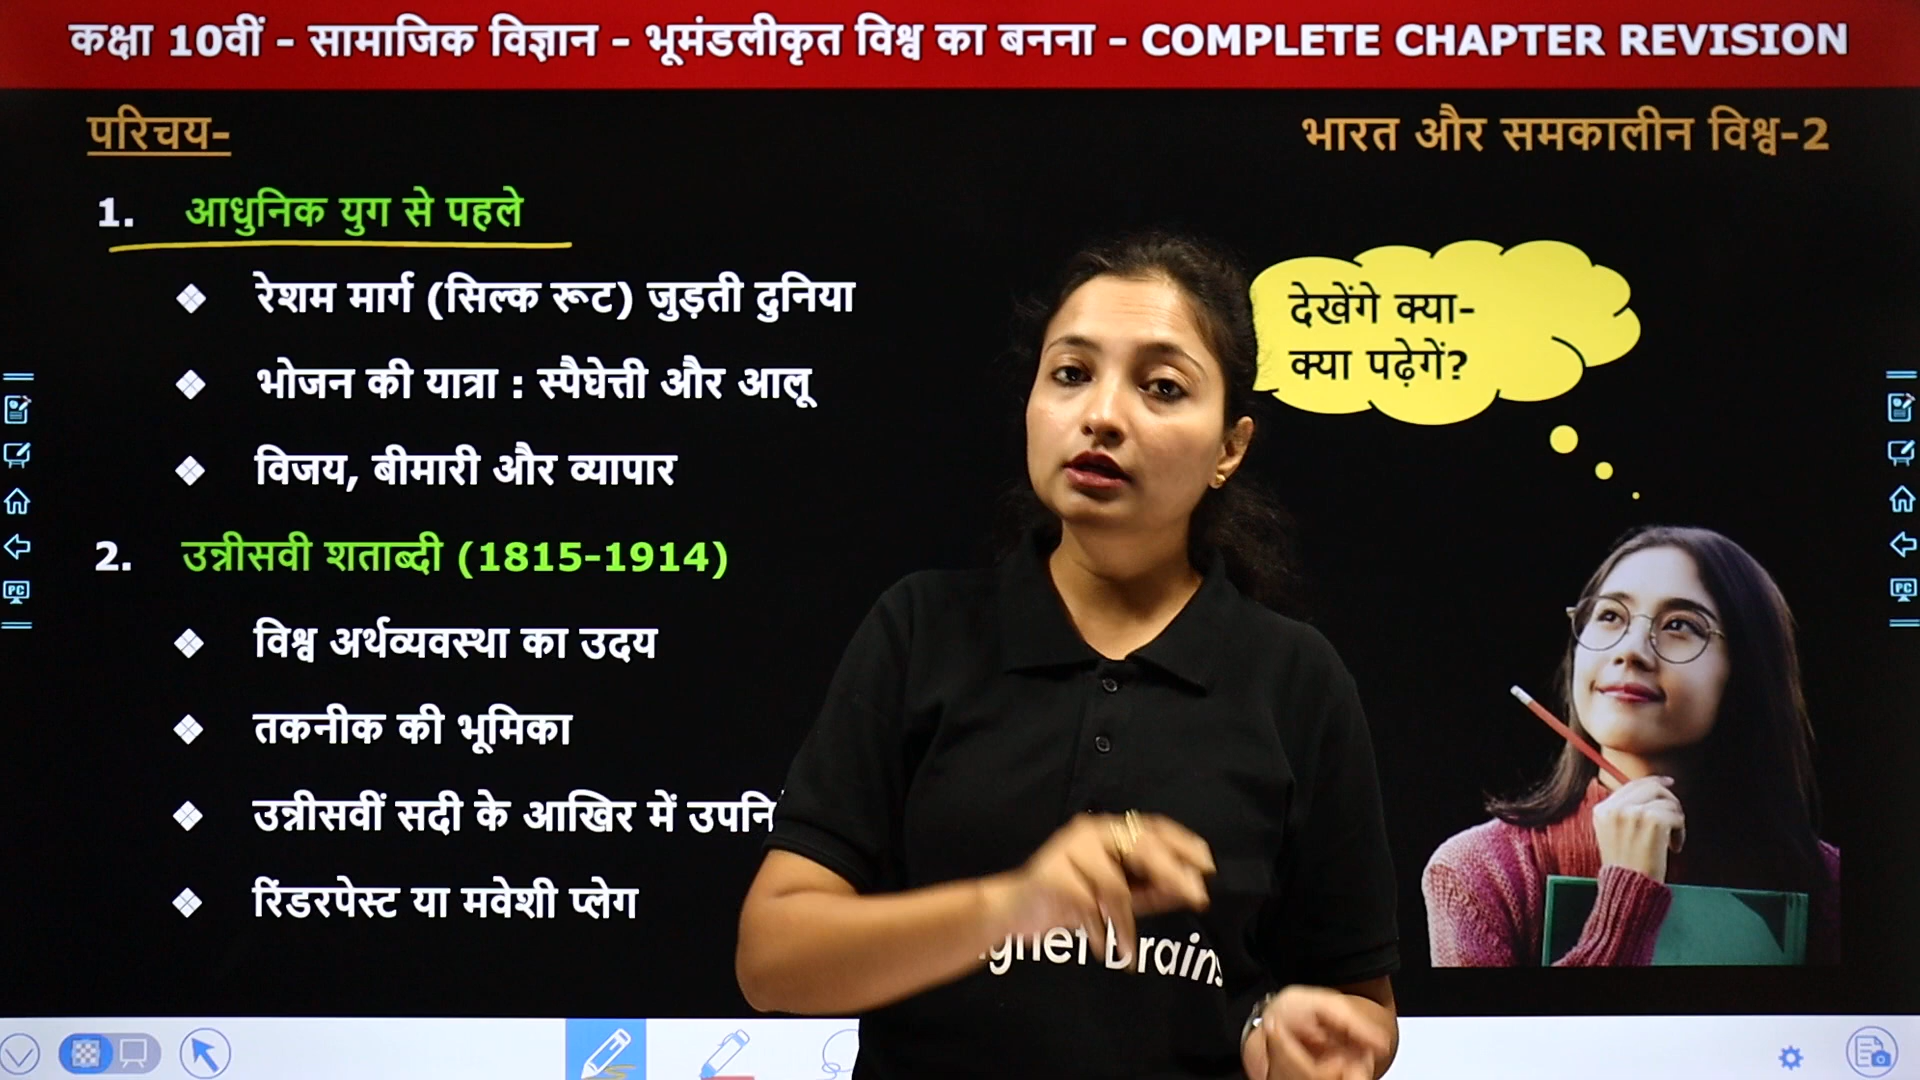 कक्षा 10वीं - सामाजिक विज्ञान - भूमंडलीकृत विश्व का बनना - COMPLETE CHAPTER REVISION
परिचय-
भारत और समकालीन विश्व-2
1. आधुनिक युग से पहले
❖ रेशम मार्ग (सिल्क रूट) जुड़ती दुनिया
❖ भोजन की यात्रा : स्पैघेत्ती और आलू
❖ विजय, बीमारी और व्यापार
2. उन्नीसवी शताब्दी (1815-1914)
❖ विश्व अर्थव्यवस्था का उदय
❖ तकनीक की भूमिका
❖ उन्नीसवीं सदी के आखिर में
❖ रिंडरपेस्ट या मवेशी प्लेग
देखेंगे क्या-
क्या पढ़ेगें?
PC
PC